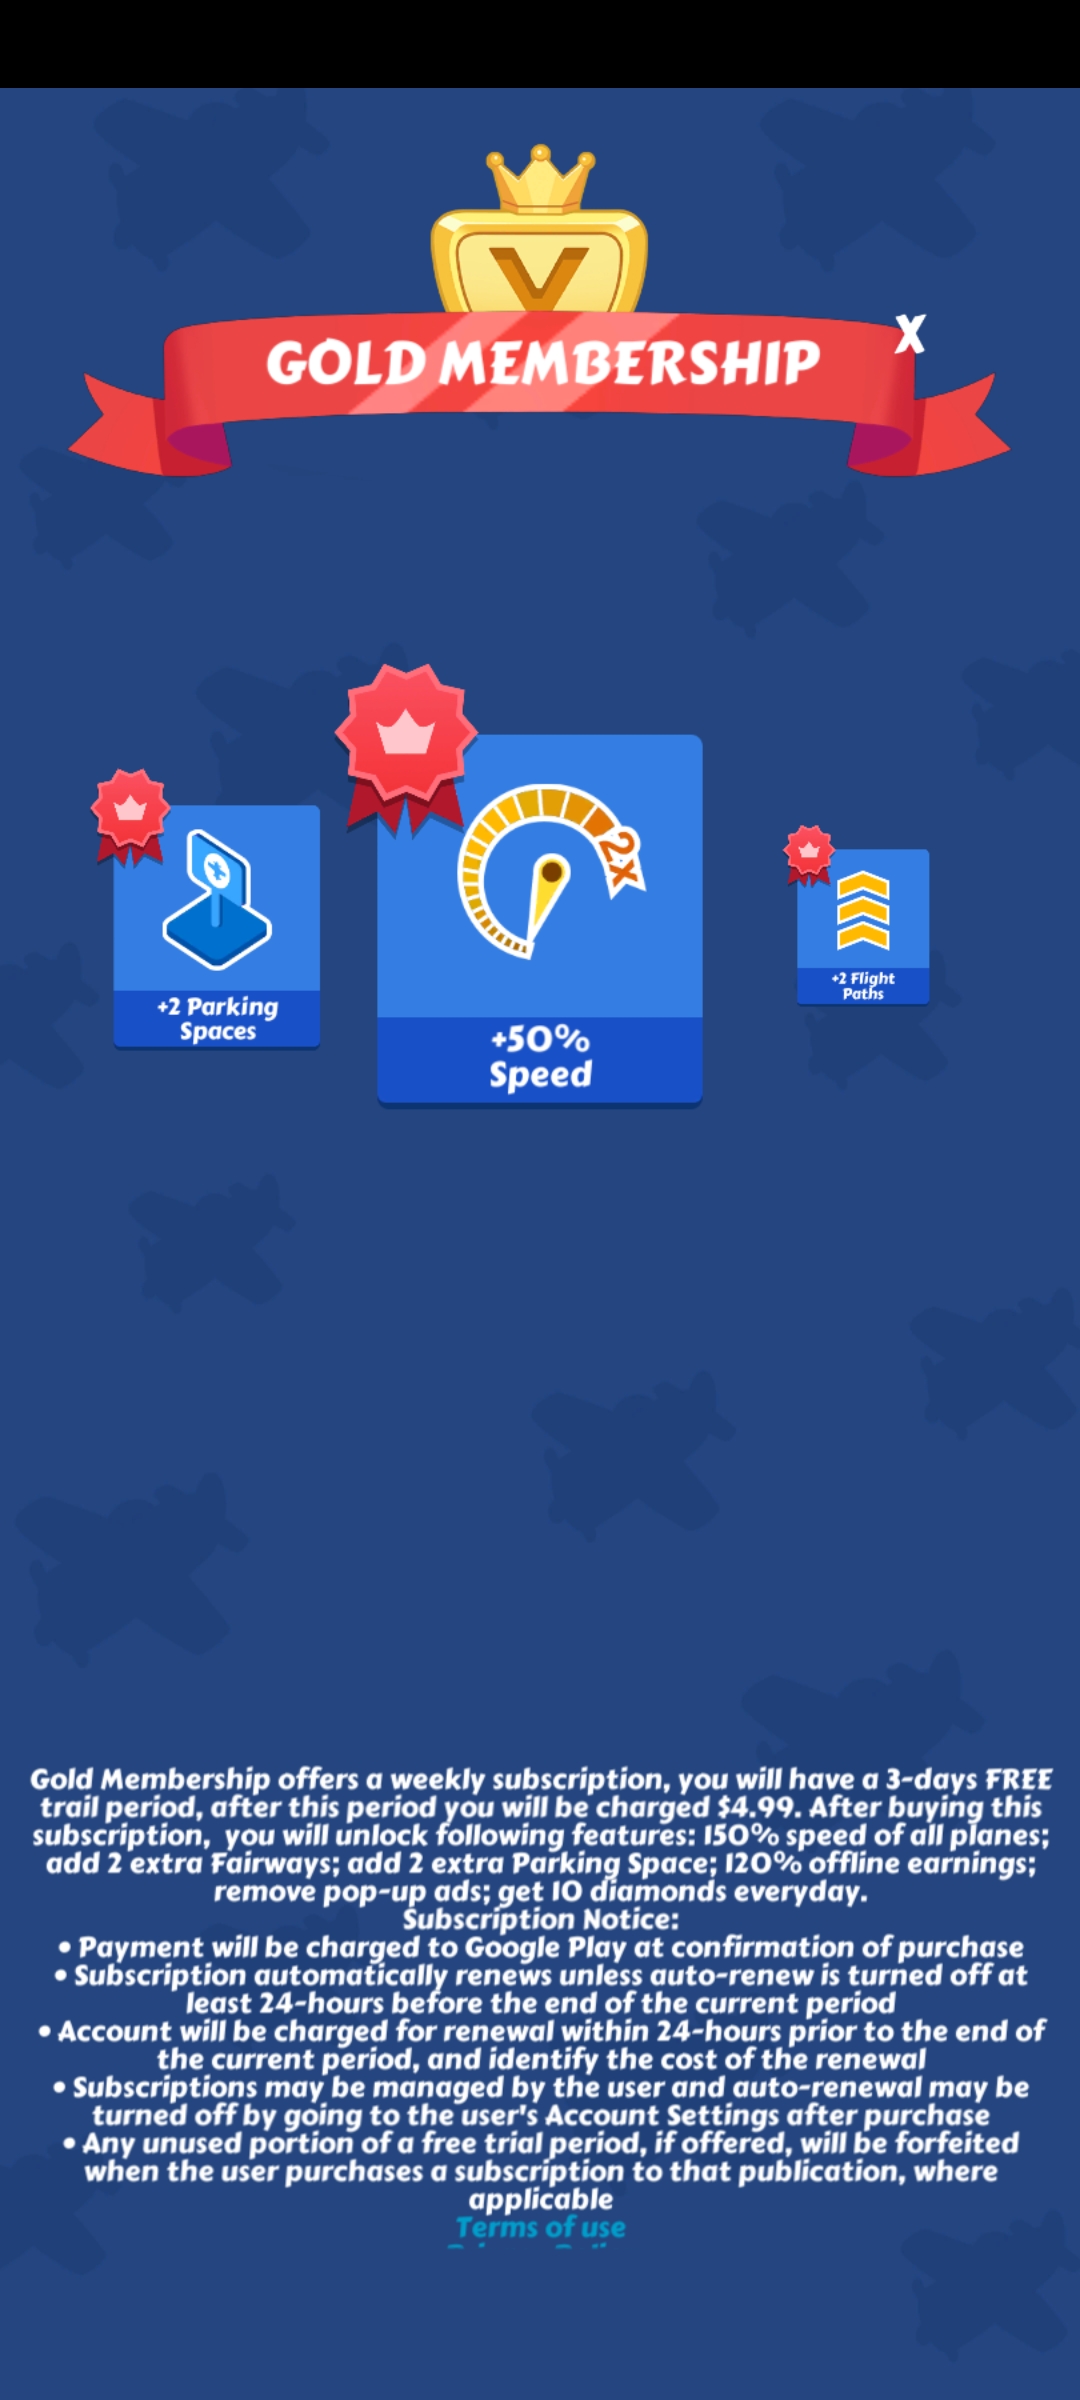 V
GOLD MEMBERSHIP
X
2x
+2 Parking
Spaces
+50%
Speed
+2 Flight
Paths
Gold Membership offers a weekly subscription, you will have a 3-days FREE
trail period, after this period you will be charged $4.99. After buying this
subscription, you will unlock following features: 150% speed of all planes;
add 2 extra Fairways; add 2 extra Parking Space; 120% offline earnings;
remove pop-up ads; get 10 diamonds everyday.
Subscription Notice:
• Payment will be charged to Google Play at confirmation of purchase
• Subscription automatically renews unless auto-renew is turned off at
least 24-hours before the end of the current period
• Account will be charged for renewal within 24-hours prior to the end of
the current period, and identify the cost of the renewal
• Subscriptions may be managed by the user and auto-renewal may be
turned off by going to the user's Account Settings after purchase
• Any unused portion of a free trial period, if offered, will be forfeited
when the user purchases a subscription to that publication, where
applicable
Terms of use